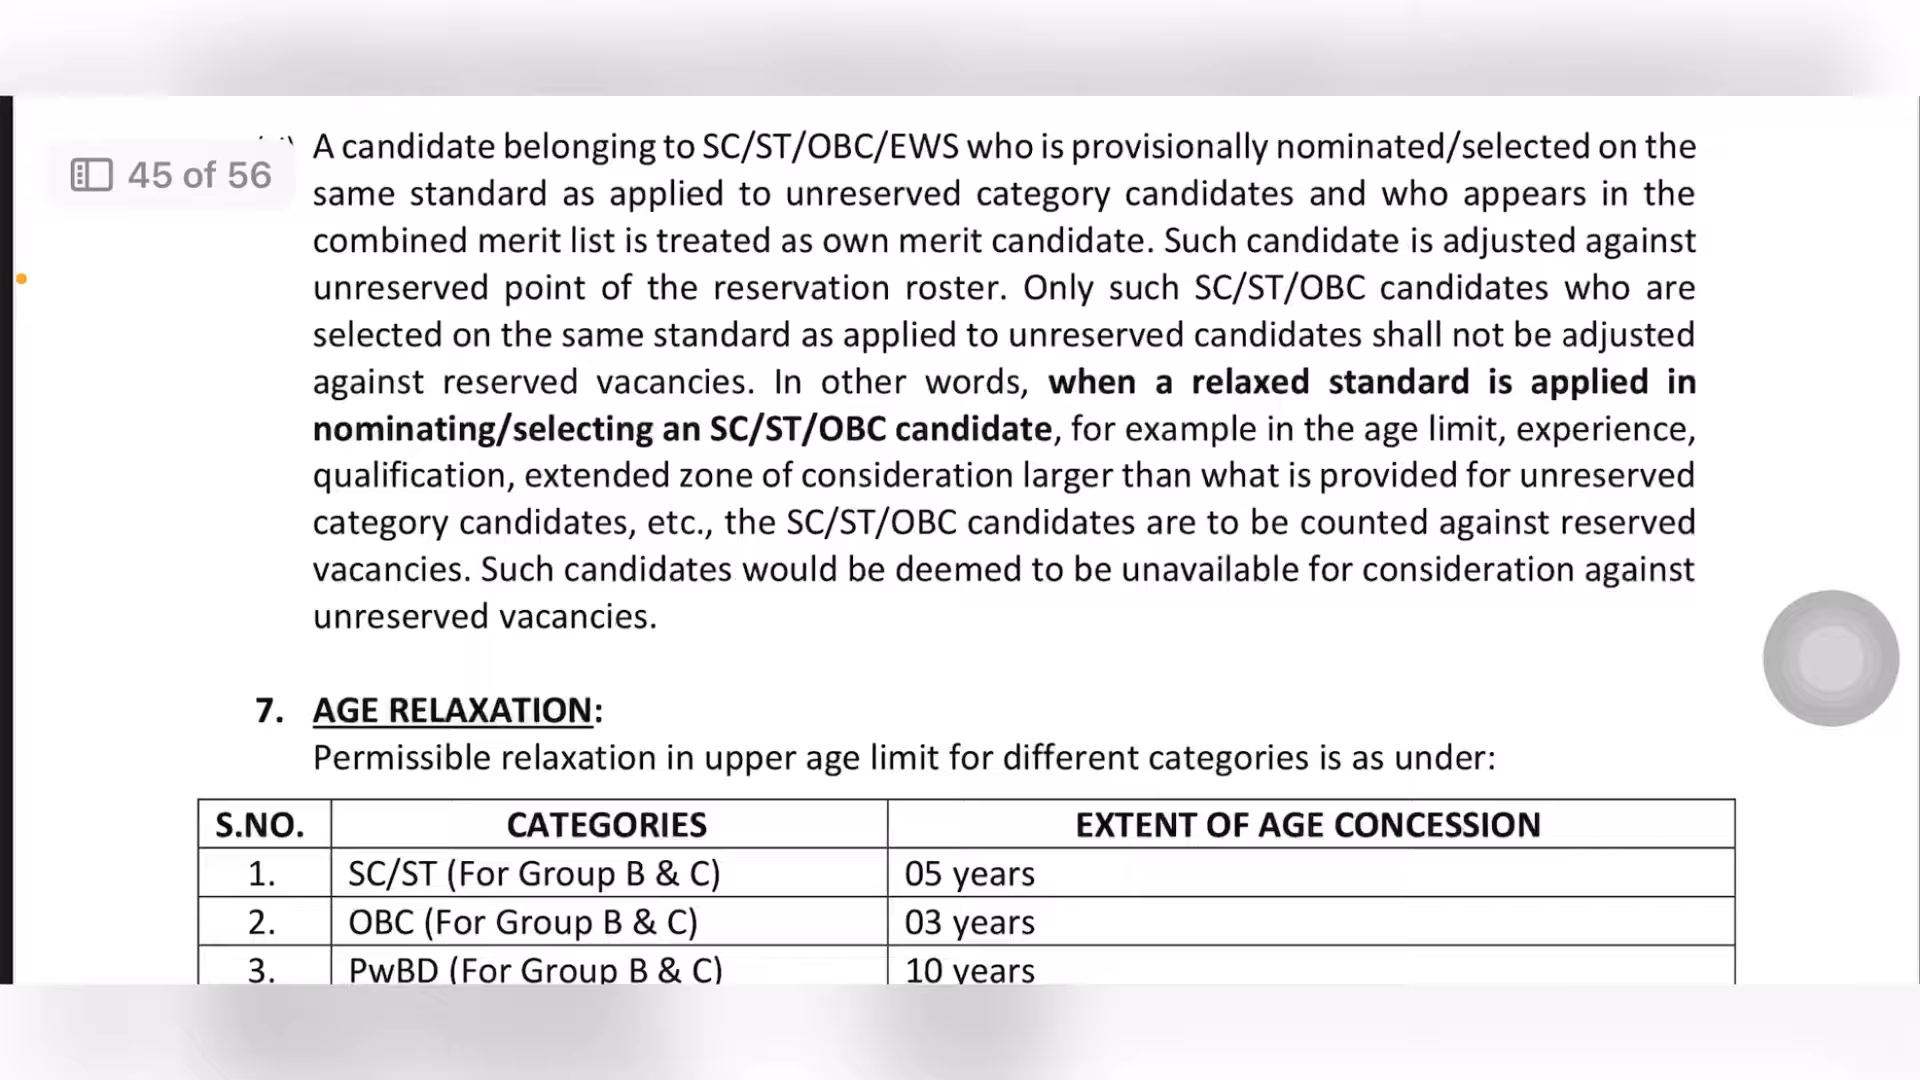 45 of 56
A candidate belonging to SC/ST/OBC/EWS who is provisionally nominated/selected on the
same standard as applied to unreserved category candidates and who appears in the
combined merit list is treated as own merit candidate. Such candidate is adjusted against
unreserved point of the reservation roster. Only such SC/ST/OBC candidates who are
selected on the same standard as applied to unreserved candidates shall not be adjusted
against reserved vacancies. In other words, when a relaxed standard is applied in
nominating/selecting an SC/ST/OBC candidate, for example in the age limit, experience,
qualification, extended zone of consideration larger than what is provided for unreserved
category candidates, etc., the SC/ST/OBC candidates are to be counted against reserved
vacancies. Such candidates would be deemed to be unavailable for consideration against
unreserved vacancies.
7. AGE RELAXATION:
Permissible relaxation in upper age limit for different categories is as under:
S.NO. CATEGORIES EXTENT OF AGE CONCESSION
1. SC/ST (For Group B & C) 05 years
2. OBC (For Group B & C) 03 years
3. PwBD (For Group B & C) 10 years